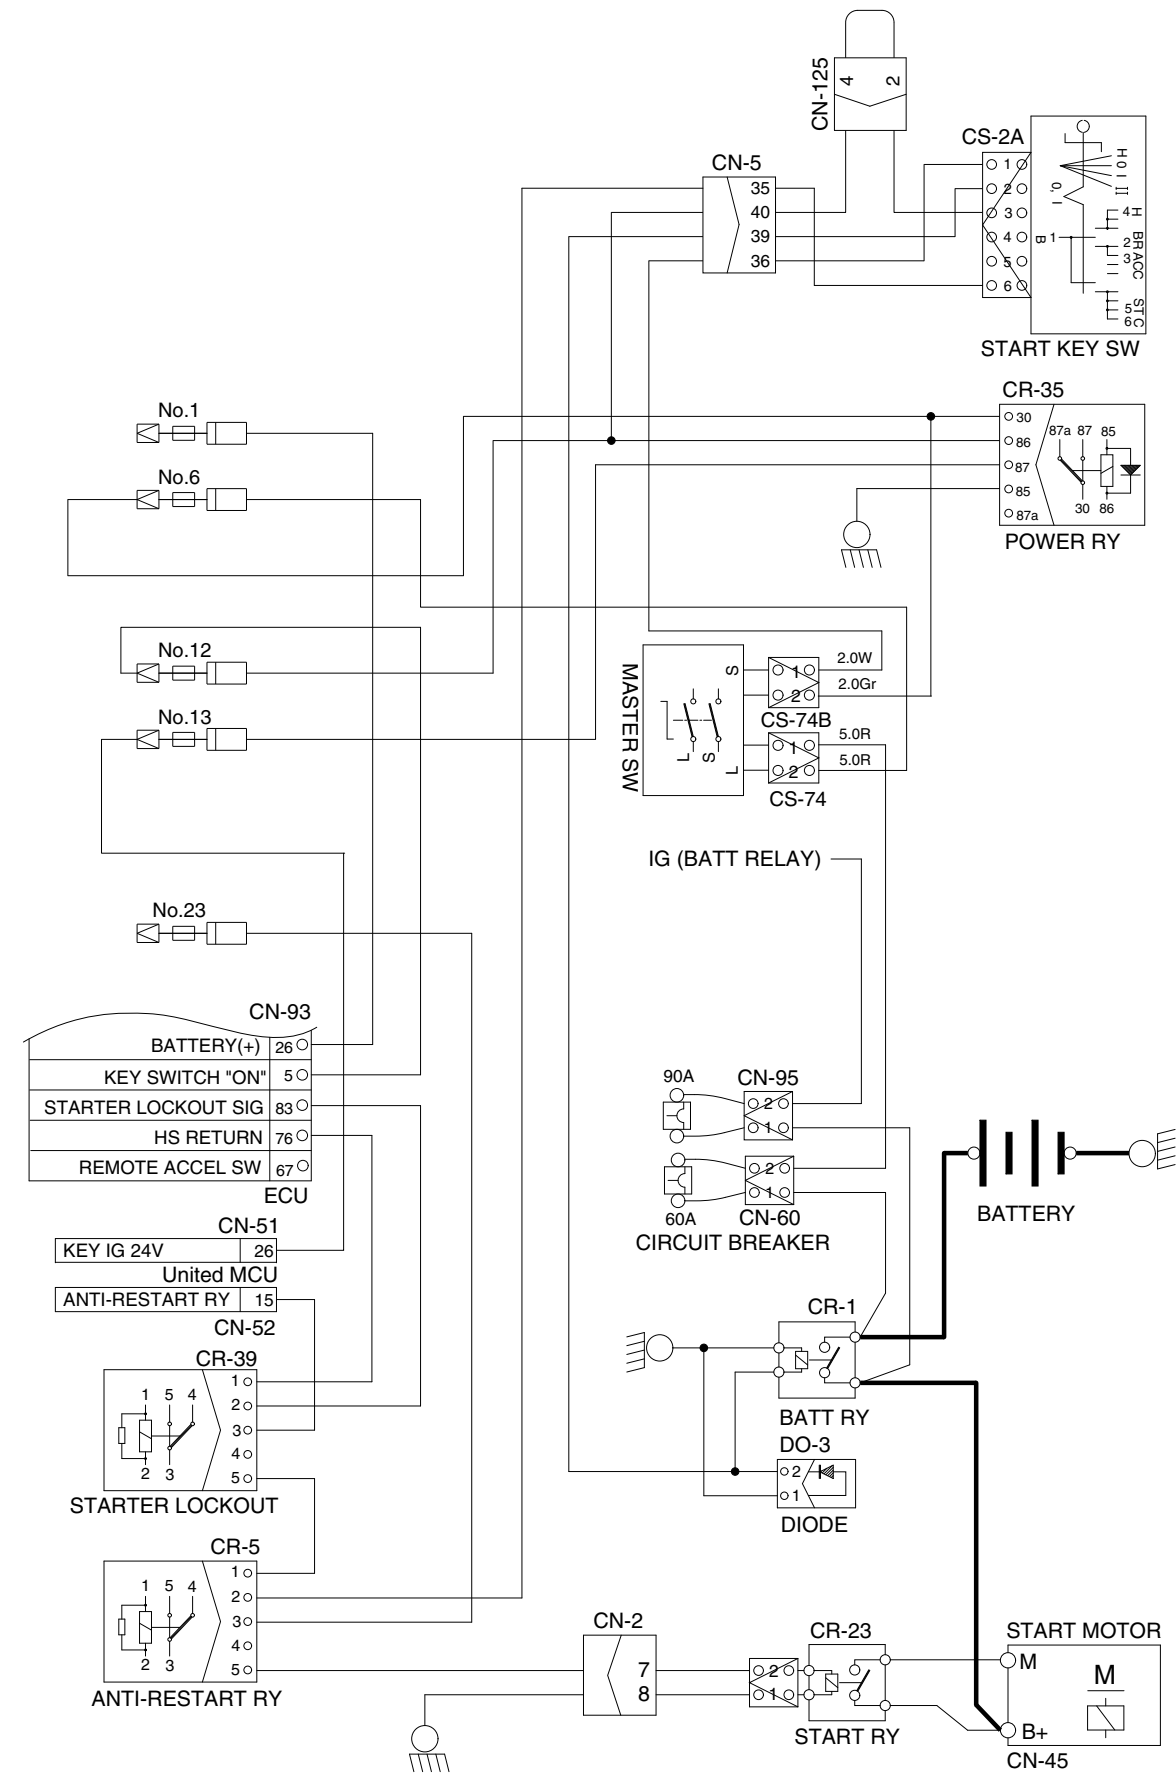 CN-125
4 2
CS-2A
CN-5
35
40
39
36
1
2
3
4
5
6
H 0 I II
0, I
B 1
4 H
BR 2
ACC 3
ST 5
C 6
START KEY SW
CR-35
30
86
87
85
87a
87a 87 85
30 86
POWER RY
No.1
No.6
No.12
No.13
No.23
MASTER SW
S
L
L S
1
2
2.0W
2.0Gr
CS-74B
1
2
5.0R
5.0R
CS-74
IG (BATT RELAY)
CN-93
BATTERY(+) 26
KEY SWITCH "ON" 5
STARTER LOCKOUT SIG 83
HS RETURN 76
REMOTE ACCEL SW 67
ECU
CN-51
KEY IG 24V 26
United MCU
ANTI-RESTART RY 15
CN-52
90A
CN-95
2
1
2
1
60A
CN-60
CIRCUIT BREAKER
BATTERY
CR-1
BATT RY
DO-3
2
1
DIODE
CR-39
1
2
3
4
5
1 5 4
2 3
STARTER LOCKOUT
CR-5
1
2
3
4
5
1 5 4
2 3
ANTI-RESTART RY
CN-2
7
8
2
1
CR-23
START RY
START MOTOR
M
M
B+
CN-45